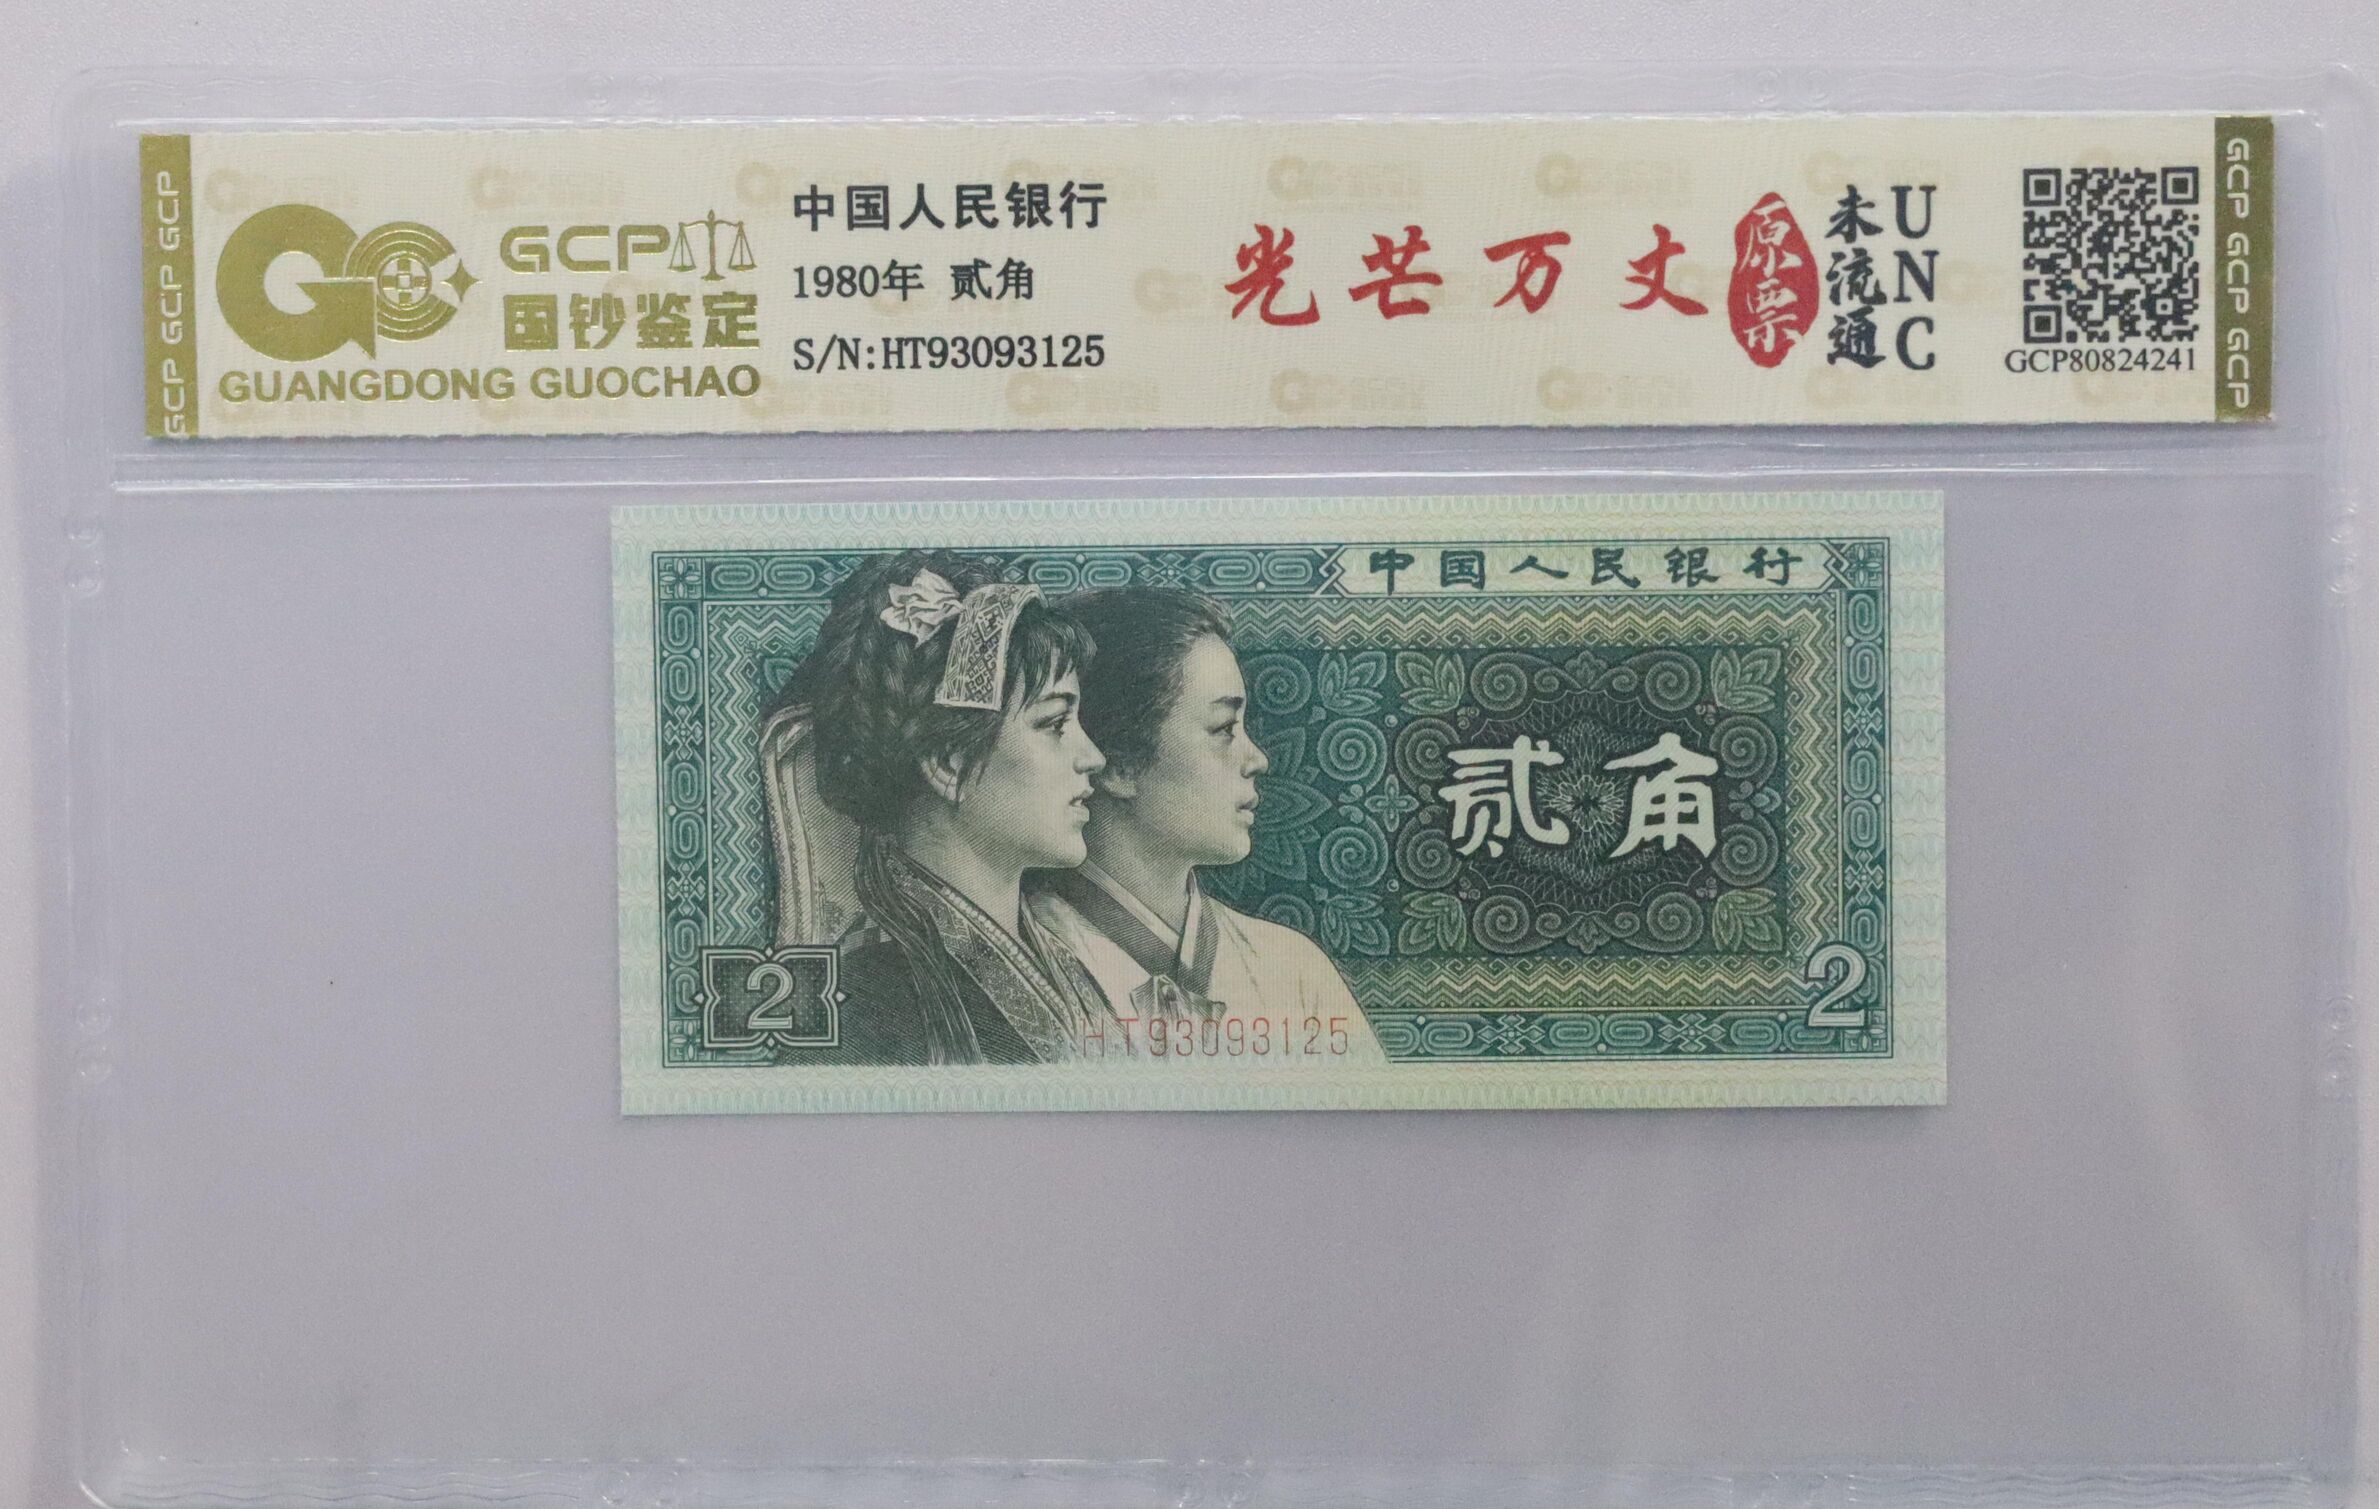 GCP GCP GCP
GCP
国钞鉴定
GUANGDONG GUOCHAO
中国人民银行
1980年 贰角
S/N:HT93093125
光芒万丈
原票
未流通
UNC
GCP80824241
GCP GCP GCP
中国人民银行
贰角
2
2
HT93093125